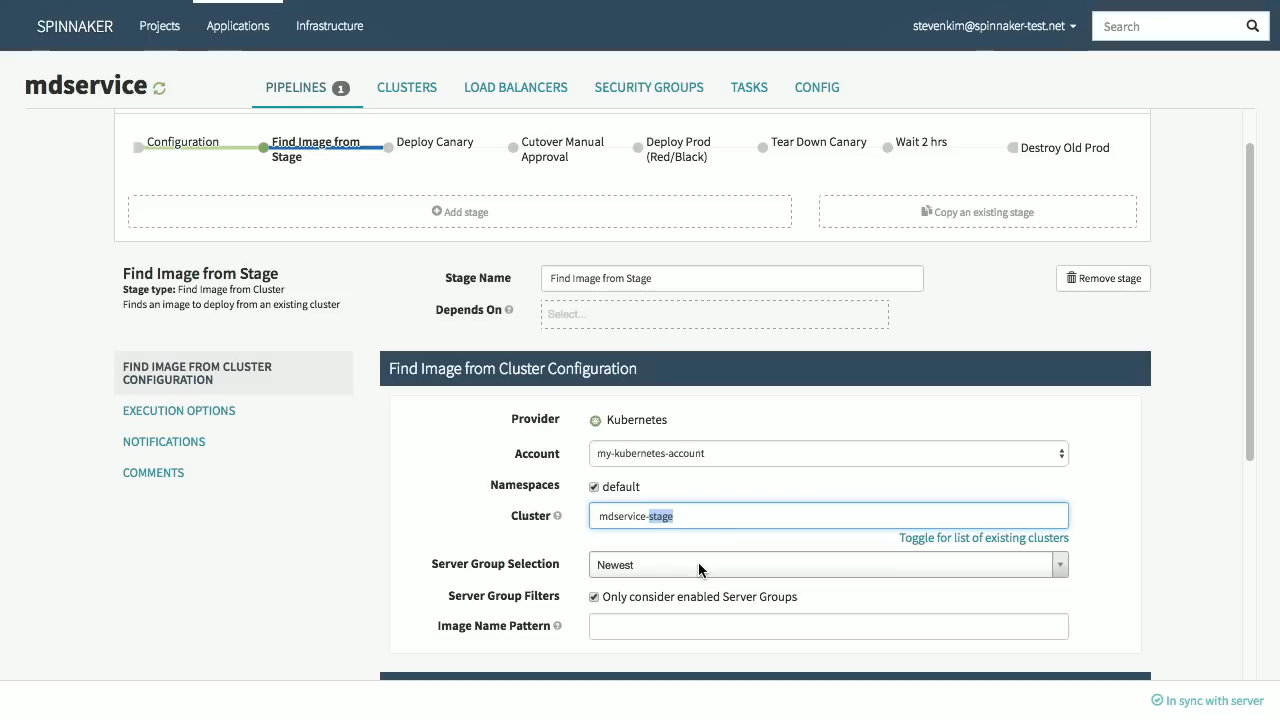 SPINNAKER Projects Applications Infrastructure stevenkim@spinnaker-test.net Search
mdservice PIPELINES 1 CLUSTERS LOAD BALANCERS SECURITY GROUPS TASKS CONFIG
Configuration
Find Image from
Stage
Deploy Canary
Cutover Manual
Approval
Deploy Prod
(Red/Black)
Tear Down Canary
Wait 2 hrs
Destroy Old Prod
Add stage
Copy an existing stage
Find Image from Stage
Stage type: Find Image from Cluster
Finds an image to deploy from an existing cluster
Stage Name Find Image from Stage
Remove stage
Depends On Select...
FIND IMAGE FROM CLUSTER
CONFIGURATION
EXECUTION OPTIONS
NOTIFICATIONS
COMMENTS
Find Image from Cluster Configuration
Provider Kubernetes
Account my-kubernetes-account
Namespaces default
Cluster mdservice-stage
Toggle for list of existing clusters
Server Group Selection Newest
Server Group Filters Only consider enabled Server Groups
Image Name Pattern
In sync with server